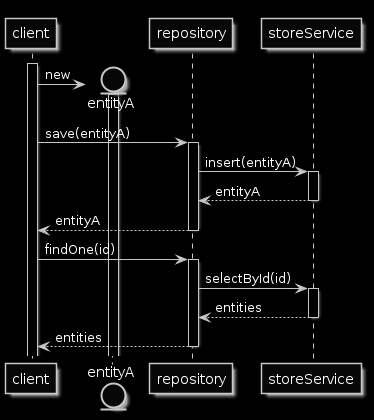 client
repository
storeService
new
entityA
save(entityA)
insert(entityA)
entityA
entityA
findOne(id)
selectById(id)
entities
entities
client
entityA
repository
storeService